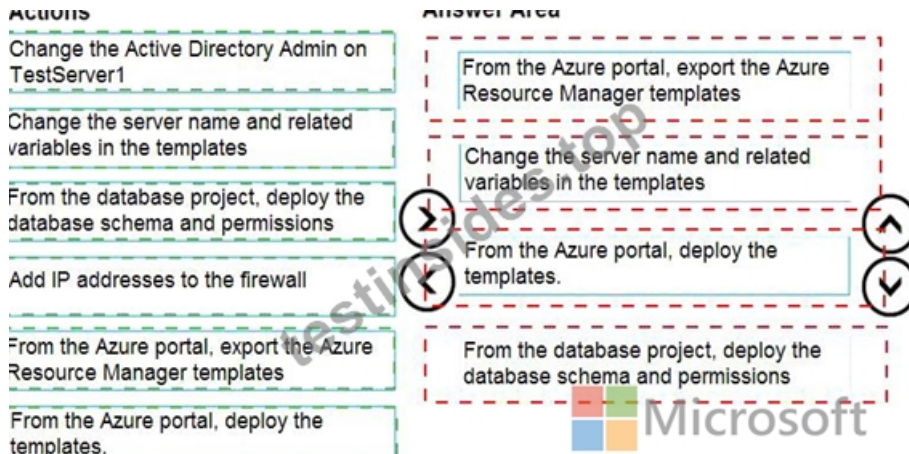 Actions
Change the Active Directory Admin on
TestServer1
Change the server name and related
variables in the templates
From the database project, deploy the
database schema and permissions
Add IP addresses to the firewall
From the Azure portal, export the Azure
Resource Manager templates
From the Azure portal, deploy the
templates.
Answer Area
From the Azure portal, export the Azure
Resource Manager templates
Change the server name and related
variables in the templates
From the Azure portal, deploy the
templates.
From the database project, deploy the
database schema and permissions
testinsides.top
Microsoft